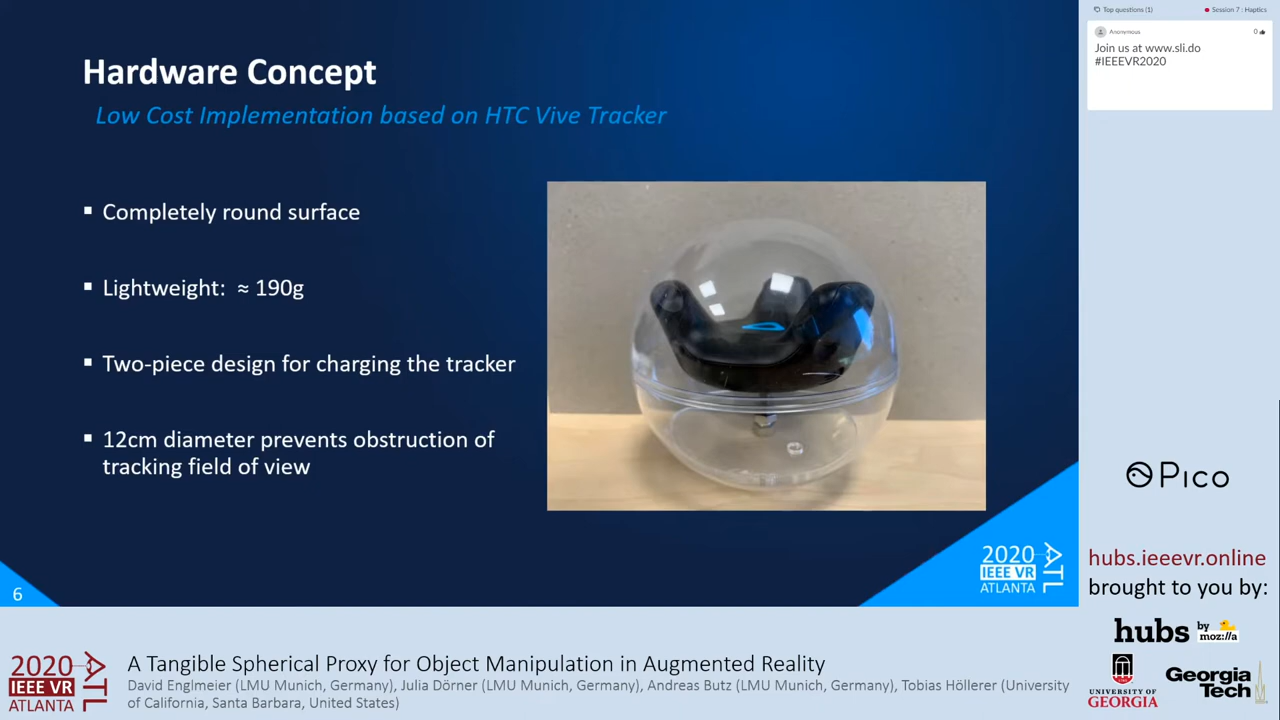 Hardware Concept
Low Cost Implementation based on HTC Vive Tracker
▪ Completely round surface
▪ Lightweight: ≈ 190g
▪ Two-piece design for charging the tracker
▪ 12cm diameter prevents obstruction of
tracking field of view
2020
IEEE VR
ATLANTA
ATL
6
Top questions (1)
Session 7 : Haptics
Anonymous
0
Join us at www.sli.do
#IEEEVR2020
Pico
hubs.ieeevr.online
brought to you by:
hubs by
moz://a
UNIVERSITY OF
GEORGIA
Georgia
Tech
2020
IEEE VR
ATLANTA
ATL
A Tangible Spherical Proxy for Object Manipulation in Augmented Reality
David Englmeier (LMU Munich, Germany), Julia Dörner (LMU Munich, Germany), Andreas Butz (LMU Munich, Germany), Tobias Höllerer (University
of California, Santa Barbara, United States)